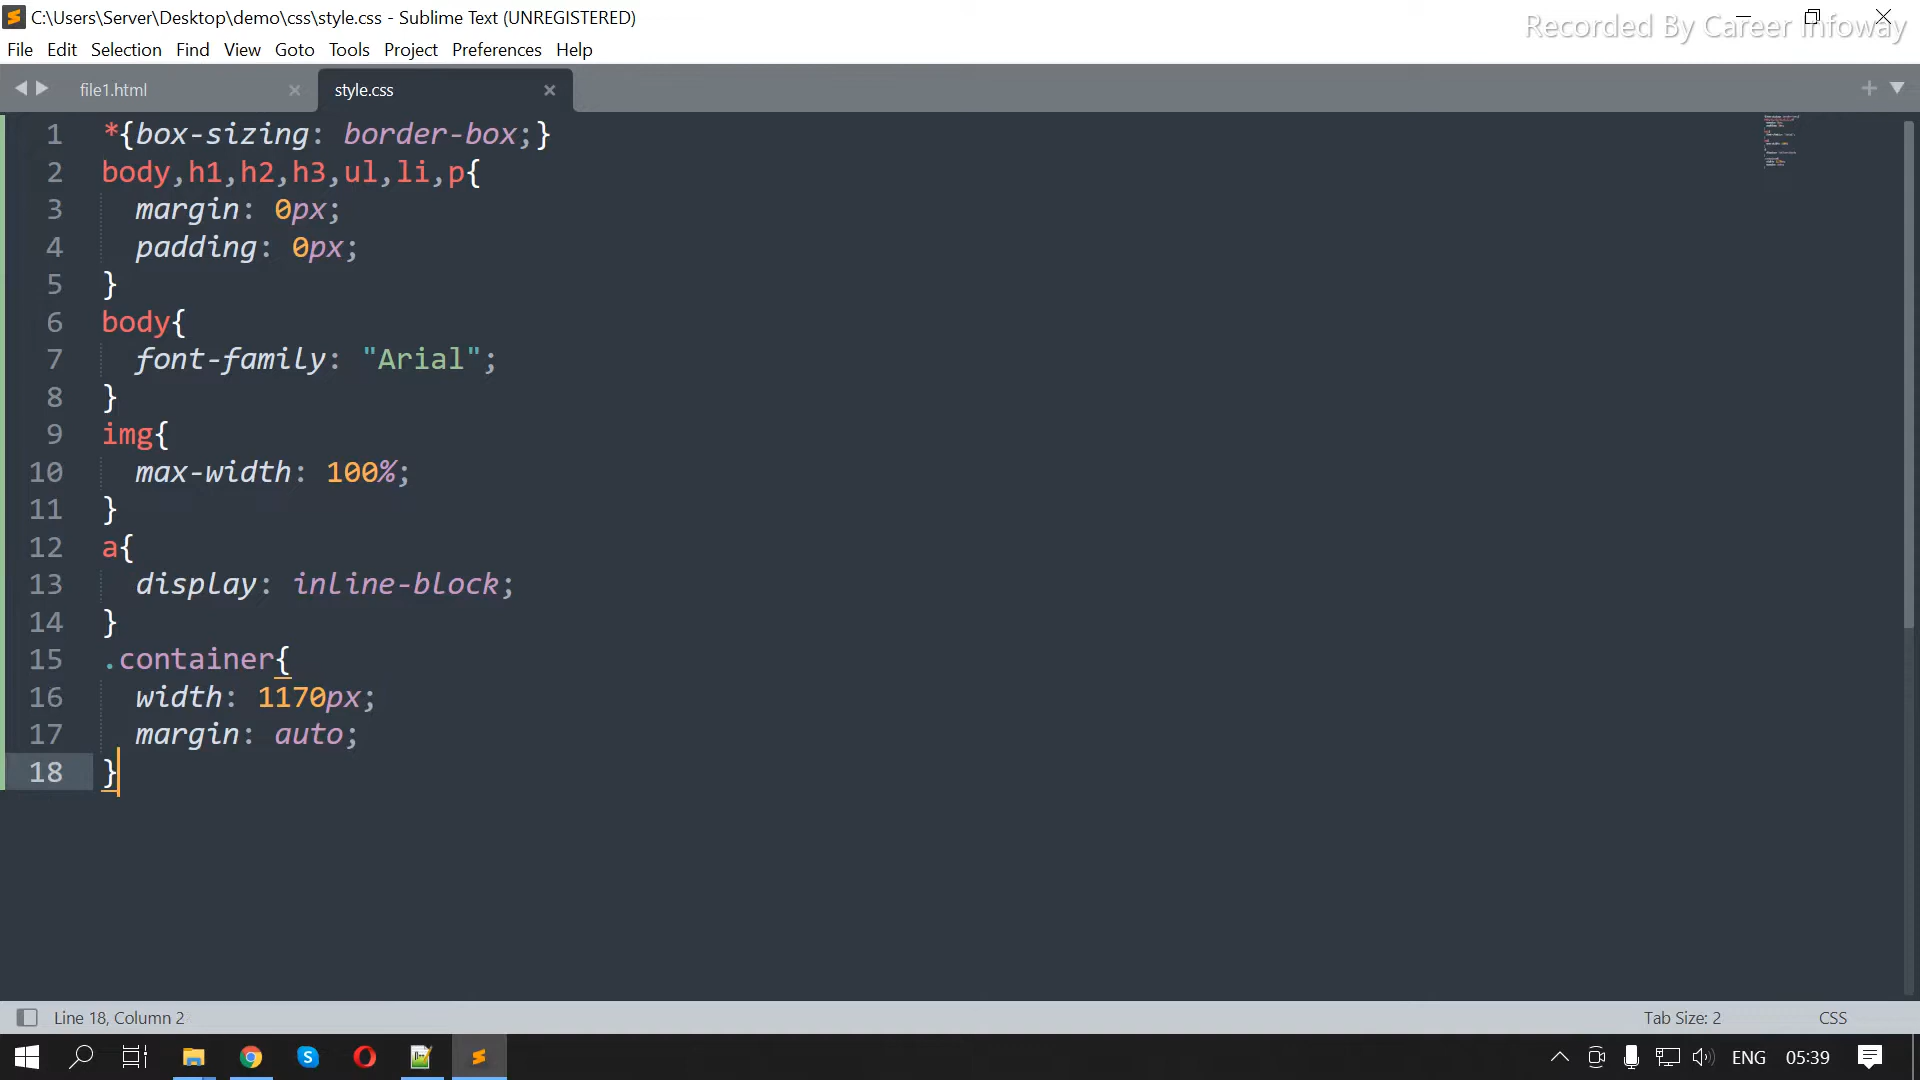 C:\Users\Server\Desktop\demo\css\style.css - Sublime Text (UNREGISTERED)
Recorded By Career Infoway
File Edit Selection Find View Goto Tools Project Preferences Help
file1.html style.css
1 *{box-sizing: border-box;}
2 body,h1,h2,h3,ul,li,p{
3 margin: 0px;
4 padding: 0px;
5 }
6 body{
7 font-family: "Arial";
8 }
9 img{
10 max-width: 100%;
11 }
12 a{
13 display: inline-block;
14 }
15 .container{
16 width: 1170px;
17 margin: auto;
18 }
Line 18, Column 2 Tab Size: 2 CSS
ENG 05:39